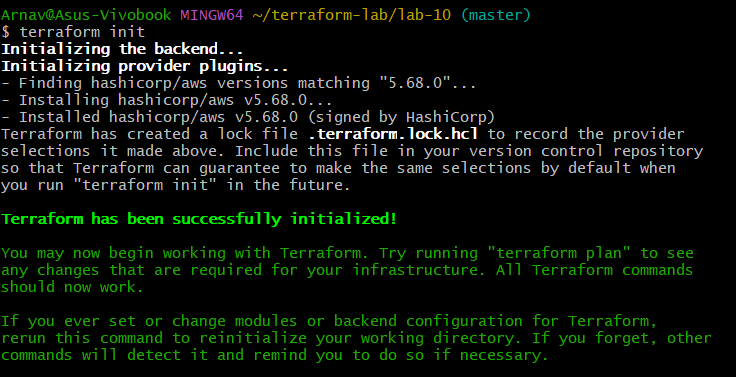 Arnav@Asus-Vivobook MINGW64 ~/terraform-lab/lab-10 (master)
$ terraform init
Initializing the backend...
Initializing provider plugins...
- Finding hashicorp/aws versions matching "5.68.0"...
- Installing hashicorp/aws v5.68.0...
- Installed hashicorp/aws v5.68.0 (signed by HashiCorp)
Terraform has created a lock file .terraform.lock.hcl to record the provider
selections it made above. Include this file in your version control repository
so that Terraform can guarantee to make the same selections by default when
you run "terraform init" in the future.
Terraform has been successfully initialized!
You may now begin working with Terraform. Try running "terraform plan" to see
any changes that are required for your infrastructure. All Terraform commands
should now work.
If you ever set or change modules or backend configuration for Terraform,
rerun this command to reinitialize your working directory. If you forget, other
commands will detect it and remind you to do so if necessary.